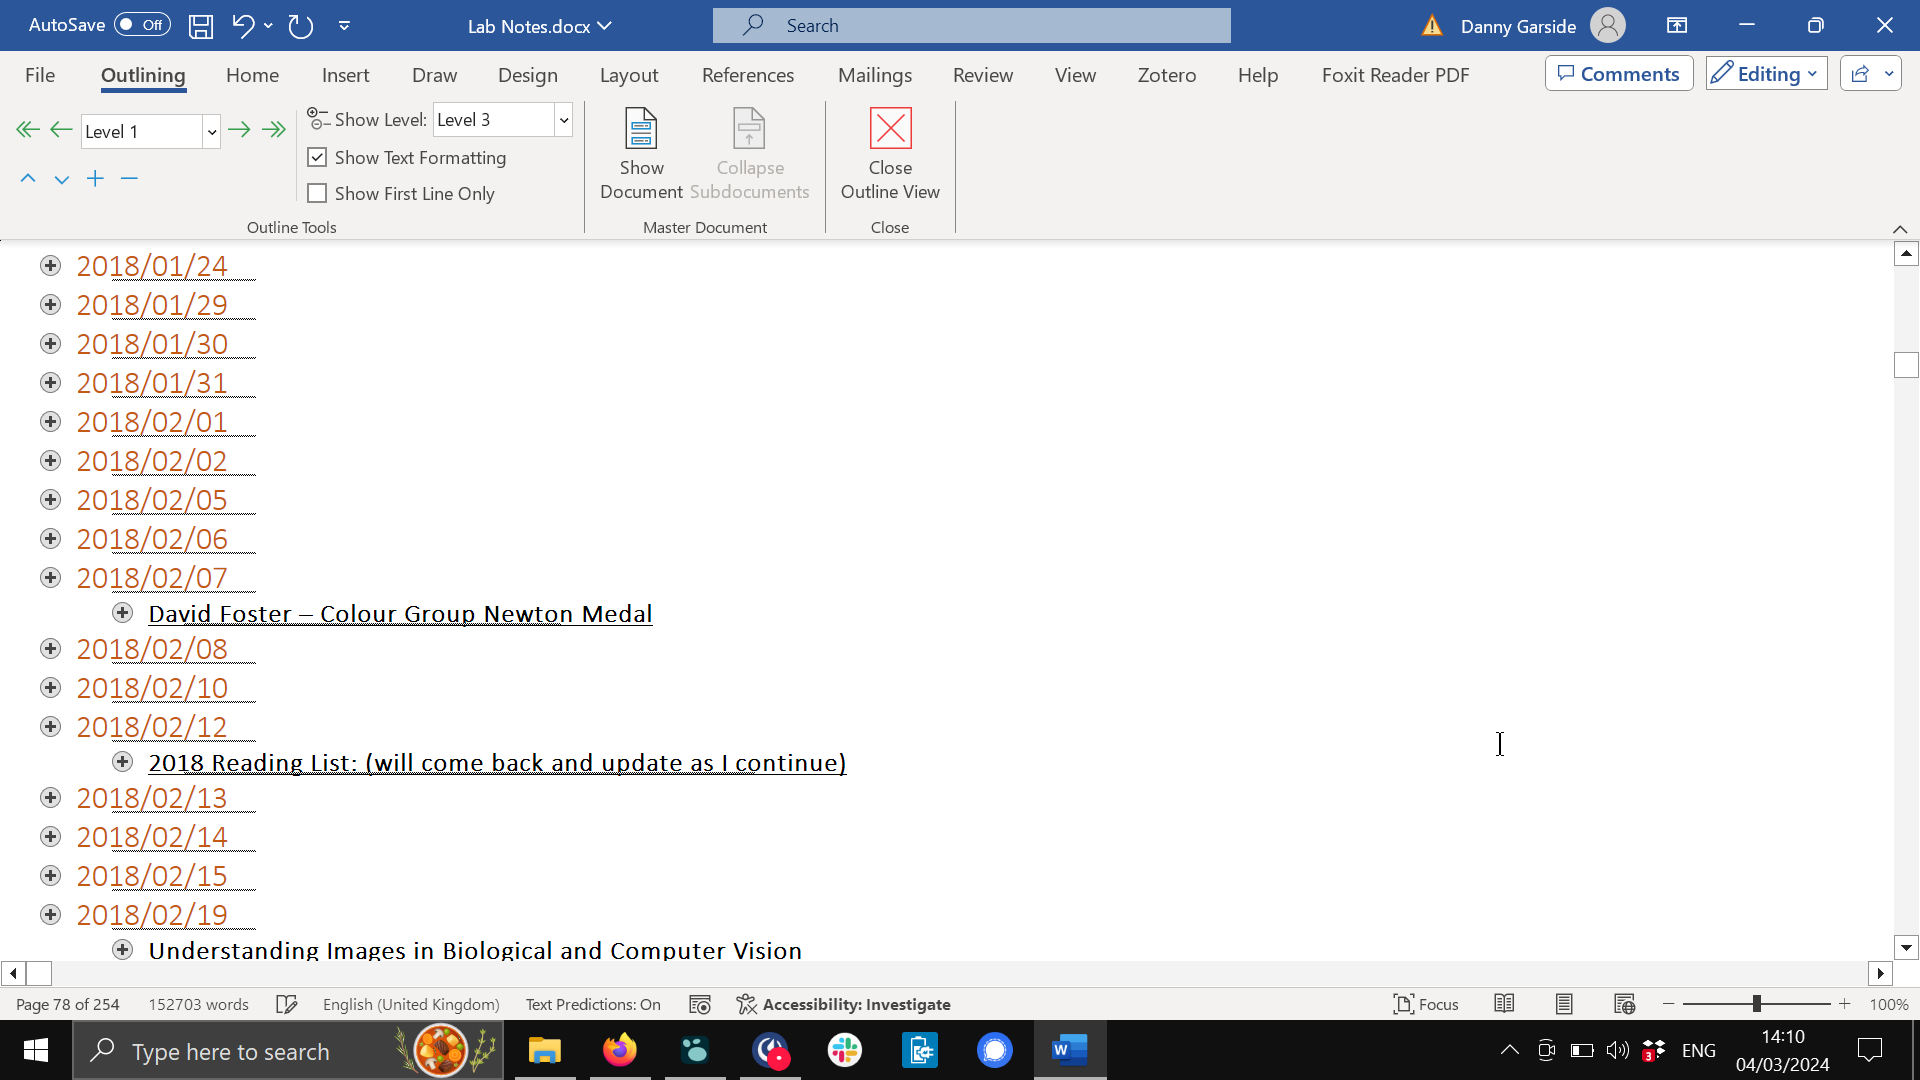 AutoSave Off Lab Notes.docx Search Danny Garside
File Outlining Home Insert Draw Design Layout References Mailings Review View Zotero Help Foxit Reader PDF Comments Editing
Level 1 Show Level: Level 3
Show Text Formatting
Show First Line Only
Outline Tools
Show Document
Collapse Subdocuments
Master Document
Close Outline View
Close
2018/01/24
2018/01/29
2018/01/30
2018/01/31
2018/02/01
2018/02/02
2018/02/05
2018/02/06
2018/02/07
David Foster – Colour Group Newton Medal
2018/02/08
2018/02/10
2018/02/12
2018 Reading List: (will come back and update as I continue)
2018/02/13
2018/02/14
2018/02/15
2018/02/19
Understanding Images in Biological and Computer Vision
Page 78 of 254 152703 words English (United Kingdom) Text Predictions: On Accessibility: Investigate Focus 100%
Type here to search W 3 ENG 14:10
04/03/2024